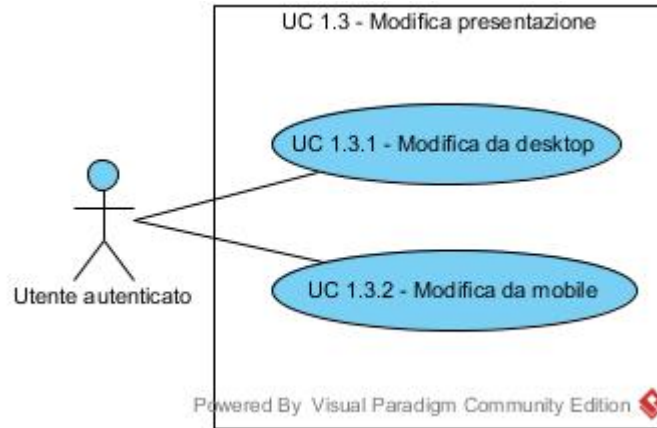 UC 1.3 - Modifica presentazione
UC 1.3.1 - Modifica da desktop
Utente autenticato
UC 1.3.2 - Modifica da mobile
Powered By Visual Paradigm Community Edition